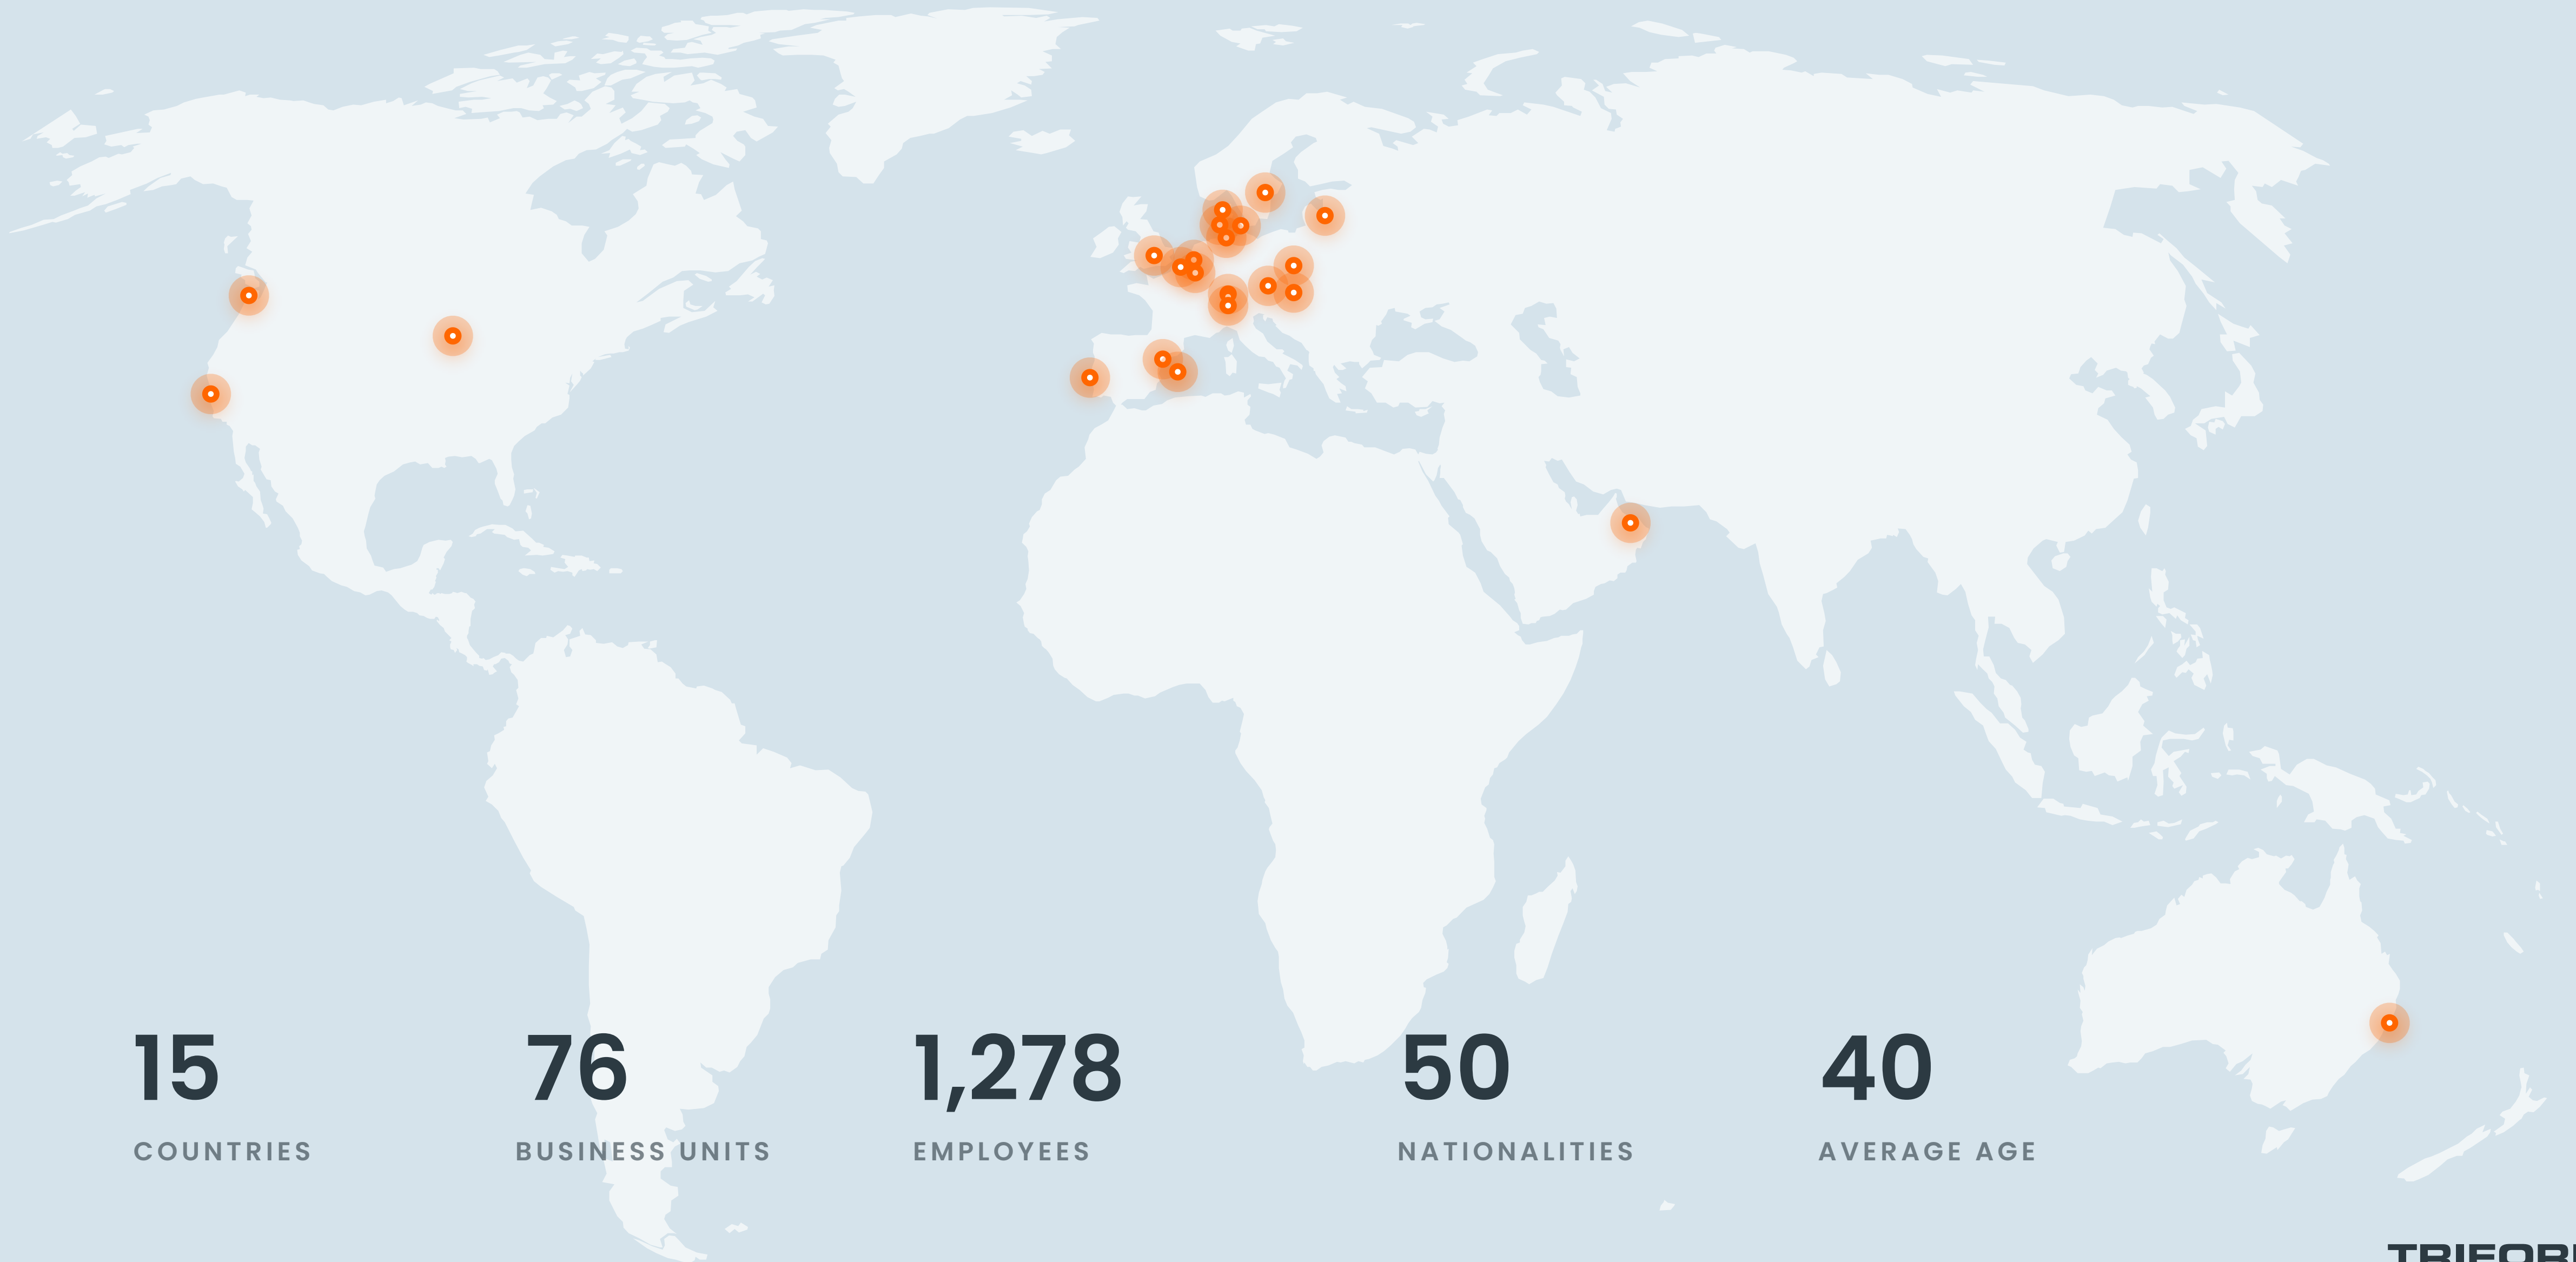 15 76 1,278 50 40
COUNTRIES BUSINESS UNITS EMPLOYEES NATIONALITIES AVERAGE AGE